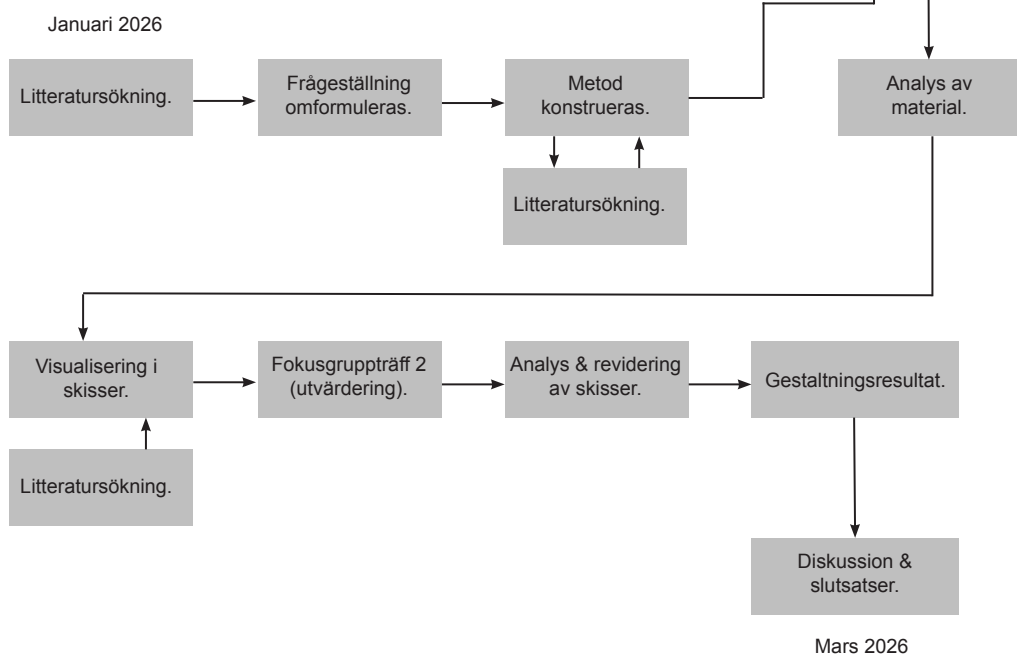 Januari 2026
Litteratursökning.
Frågeställning
omformuleras.
Metod
konstrueras.
Analys av
material.
Litteratursökning.
Visualisering i
skisser.
Fokusgruppträff 2
(utvärdering).
Analys & revidering
av skisser.
Gestaltningsresultat.
Litteratursökning.
Diskussion &
slutsatser.
Mars 2026